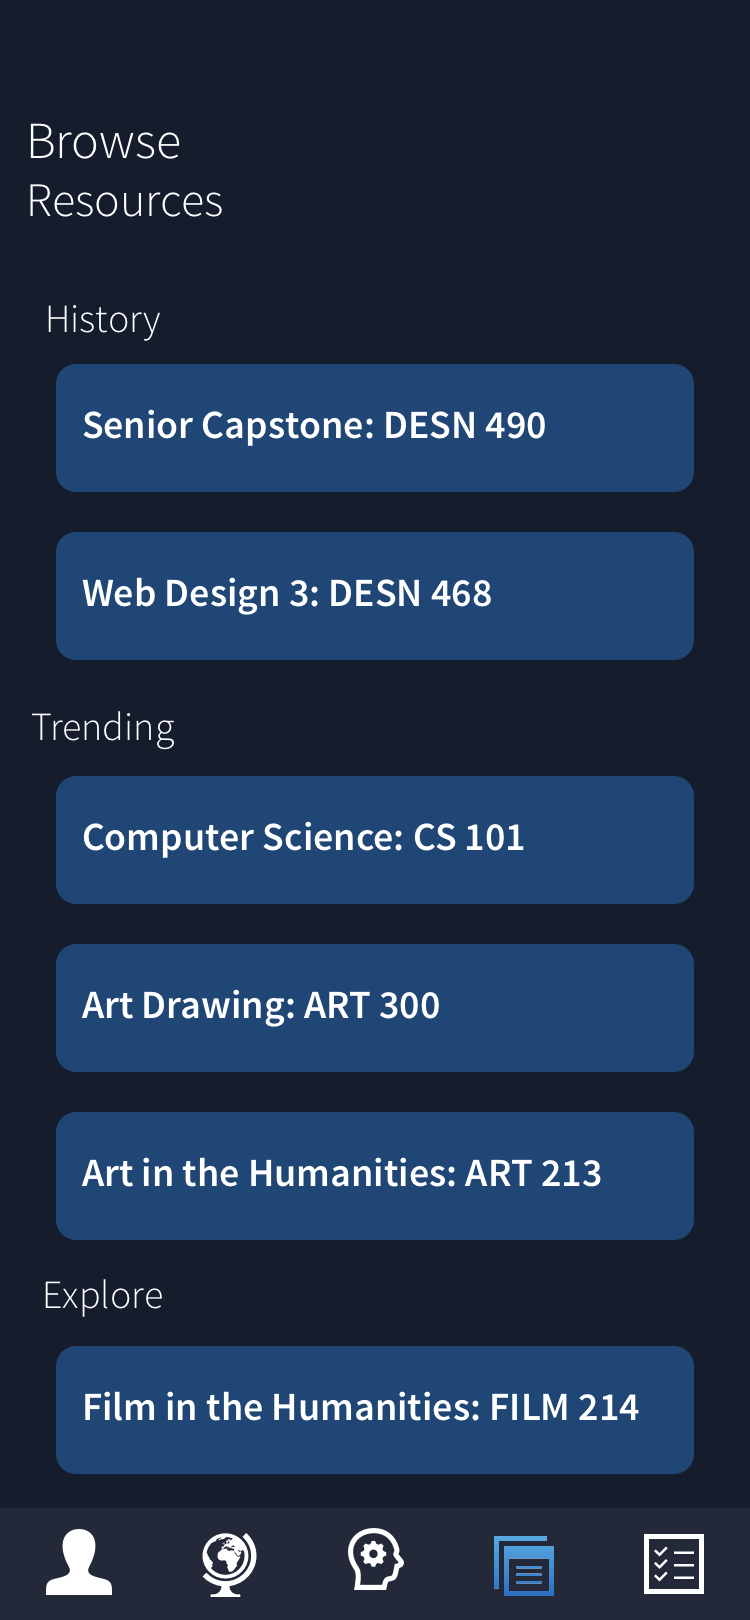 Browse
Resources
History
Senior Capstone: DESN 490
Web Design 3: DESN 468
Trending
Computer Science: CS 101
Art Drawing: ART 300
Art in the Humanities: ART 213
Explore
Film in the Humanities: FILM 214